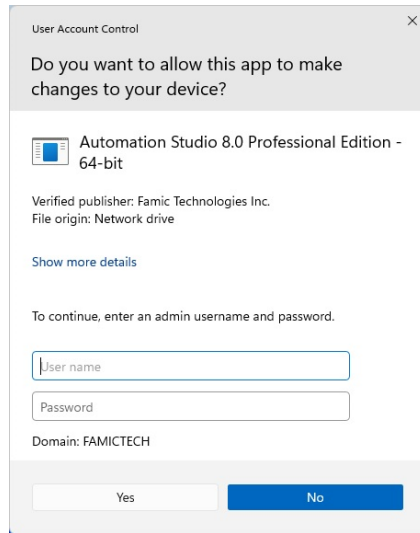 User Account Control
Do you want to allow this app to make
changes to your device?
Automation Studio 8.0 Professional Edition -
64-bit
Verified publisher: Famic Technologies Inc.
File origin: Network drive
Show more details
To continue, enter an admin username and password.
User name
Password
Domain: FAMICTECH
Yes
No